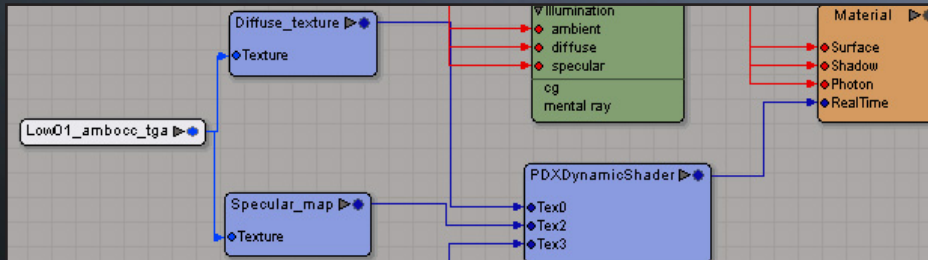 Diffuse_texture
Texture
Low01_ambocc_tga
Specular_map
Texture
Illumination
ambient
diffuse
specular
cg
mental ray
PDXDynamicShader
Tex0
Tex2
Tex3
Material
Surface
Shadow
Photon
RealTime